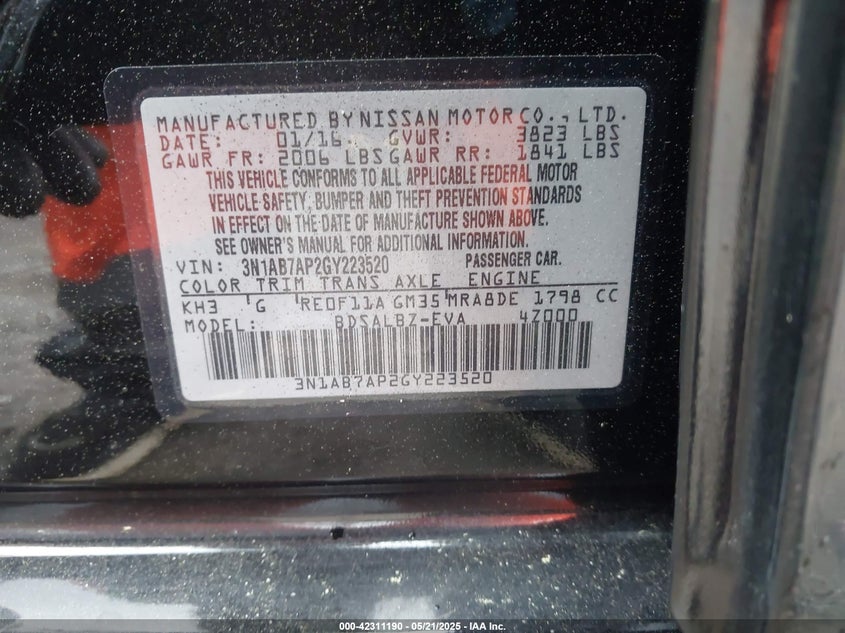 MANUFACTURED BY NISSAN MOTOR CO., LTD.
DATE: 01/16 GVWR: 3823 LBS
GAWR FR: 2006 LBS GAWR RR: 1841 LBS
THIS VEHICLE CONFORMS TO ALL APPLICABLE FEDERAL MOTOR
VEHICLE SAFETY, BUMPER AND THEFT PREVENTION STANDARDS
IN EFFECT ON THE DATE OF MANUFACTURE SHOWN ABOVE.
SEE OWNER'S MANUAL FOR ADDITIONAL INFORMATION.
VIN: 3N1AB7AP2GY223520 PASSENGER CAR.
COLOR TRIM TRANS AXLE ENGINE
KH3 G RE0F11A GM35 MRA8DE 1798 CC
MODEL: BDSALBZ-EVA 4Z000
3N1AB7AP2GY223520
000-42311190 - 05/21/2025 - IAA Inc.